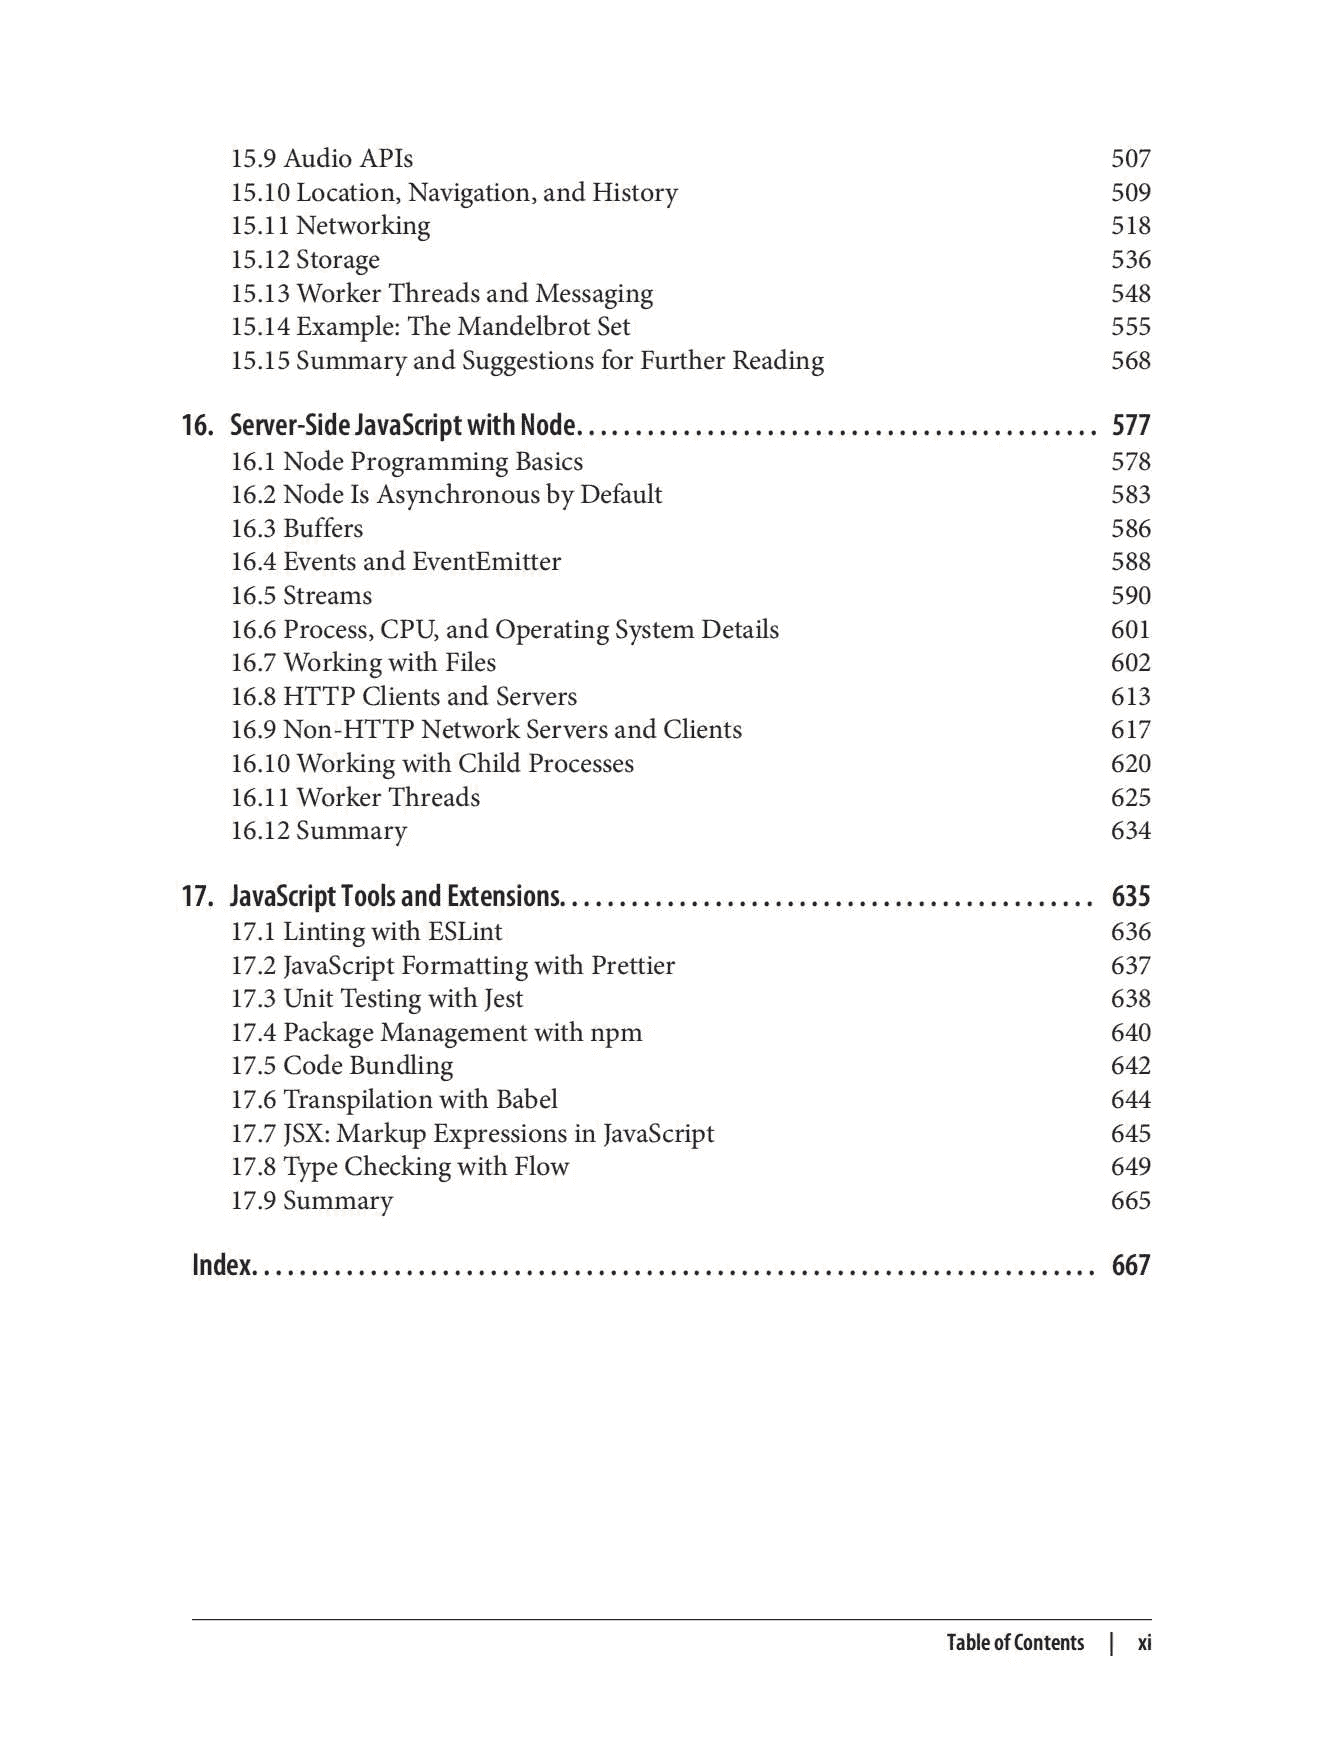 15.9 Audio APIs 507
15.10 Location, Navigation, and History 509
15.11 Networking 518
15.12 Storage 536
15.13 Worker Threads and Messaging 548
15.14 Example: The Mandelbrot Set 555
15.15 Summary and Suggestions for Further Reading 568
16. Server-Side JavaScript with Node. . . . . . . . . . . . . . . . . . . . . . . . . . . . . . . . . . . . . . . . . . . . 577
16.1 Node Programming Basics 578
16.2 Node Is Asynchronous by Default 583
16.3 Buffers 586
16.4 Events and EventEmitter 588
16.5 Streams 590
16.6 Process, CPU, and Operating System Details 601
16.7 Working with Files 602
16.8 HTTP Clients and Servers 613
16.9 Non-HTTP Network Servers and Clients 617
16.10 Working with Child Processes 620
16.11 Worker Threads 625
16.12 Summary 634
17. JavaScript Tools and Extensions. . . . . . . . . . . . . . . . . . . . . . . . . . . . . . . . . . . . . . . . . . . . . 635
17.1 Linting with ESLint 636
17.2 JavaScript Formatting with Prettier 637
17.3 Unit Testing with Jest 638
17.4 Package Management with npm 640
17.5 Code Bundling 642
17.6 Transpilation with Babel 644
17.7 JSX: Markup Expressions in JavaScript 645
17.8 Type Checking with Flow 649
17.9 Summary 665
Index. . . . . . . . . . . . . . . . . . . . . . . . . . . . . . . . . . . . . . . . . . . . . . . . . . . . . . . . . . . . . . . . . . . . . . . 667
Table of Contents | xi